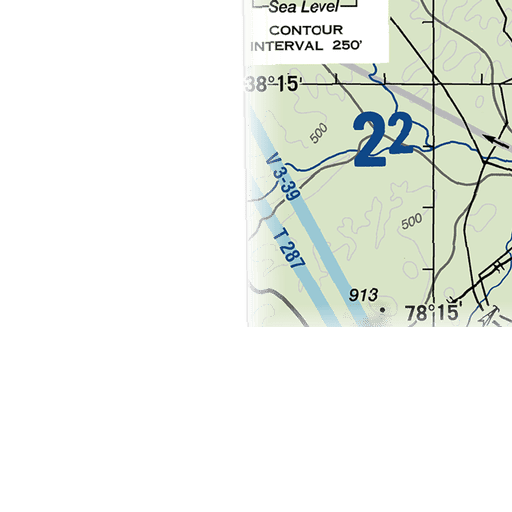 Sea Level
CONTOUR
INTERVAL 250'
38°15'
500
22
V 3-39
500
T 287
913
78°15'